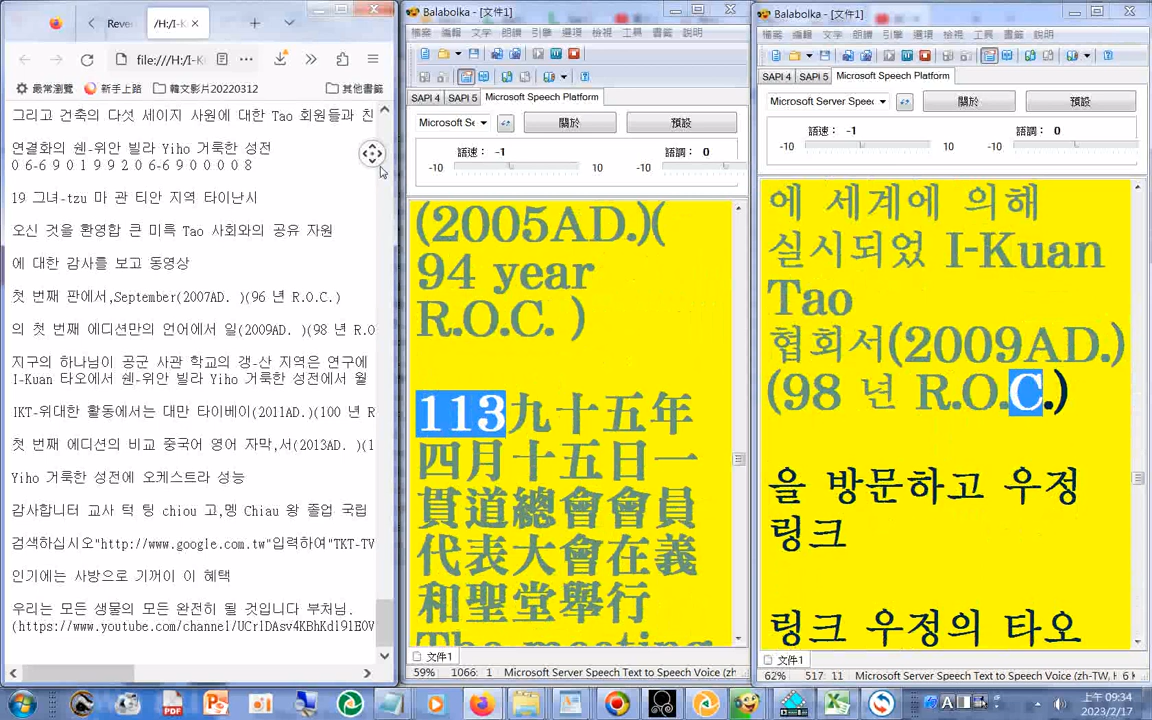 Reve
/H:/I-K
file:///H:/I-K
最常瀏覽
新手上路
韓文影片20220312
其他書籤
그리고 건축의 다섯 세이지 사원에 대한 Tao 회원들과 친
연결화의 쉔-위안 빌라 Yiho 거룩한 성전
0 6-6 9 0 1 9 9 2 0 6-6 9 0 0 0 0 8
19 그녀-tzu 마 관 티안 지역 타이난시
오신 것을 환영합 큰 미륵 Tao 사회와의 공유 자원
에 대한 감사를 보고 동영상
첫 번째 판에서,September(2007AD. )(96 년 R.O.C.)
의 첫 번째 에디션만의 언어에서 일(2009AD. )(98 년 R.O
지구의 하나님이 공군 사관 학교의 갱-산 지역은 연구에
I-Kuan 타오에서 쉔-위안 빌라 Yiho 거룩한 성전에서 월
IKT-위대한 활동에서는 대만 타이베이(2011AD.)(100 년 R
첫 번째 에디션의 비교 중국어 영어 자막,서(2013AD. )(1
Yiho 거룩한 성전에 오케스트라 성능
감사합니터 교사 턱 팅 chiou 고,멩 Chiau 왕 졸업 국립
검색하십시오"http://www.google.com.tw"입력하여"TKT-TV
인기에는 사방으로 기꺼이 이 혜택
우리는 모든 생물의 모든 완전히 될 것입니다 부처님.
(https://www.youtube.com/channel/UCrlDAsv4KBhKdl9lEOV
Balabolka - [文件1]
檔案 編輯 文字 朗讀 引擎 選項 檢視 工具 書籤 說明
SAPI 4 SAPI 5 Microsoft Speech Platform
Microsoft Se
關於
預設
語速: -1
語調: 0
-10 10 -10
(2005AD.)(
94 year
R.O.C. )
113九十五年
四月十五日一
貫道總會會員
代表大會在義
和聖堂舉行
The meeting
文件1
59% 1066: 1 Microsoft Server Speech Text to Speech Voice (zh
Balabolka - [文件1]
檔案 編輯 文字 朗讀 引擎 選項 檢視 工具 書籤 說明
SAPI 4 SAPI 5 Microsoft Speech Platform
Microsoft Server Speec
關於
預設
語速: -1
語調: 0
-10 10 -10
에 세계에 의해
실시되었 I-Kuan
Tao
협회서(2009AD.)
(98 년 R.O.C.)
을 방문하고 우정
링크
링크 우정의 타오
文件1
62% 517: 11 Microsoft Server Speech Text to Speech Voice (zh-TW, H
上午 09:34
2023/2/17